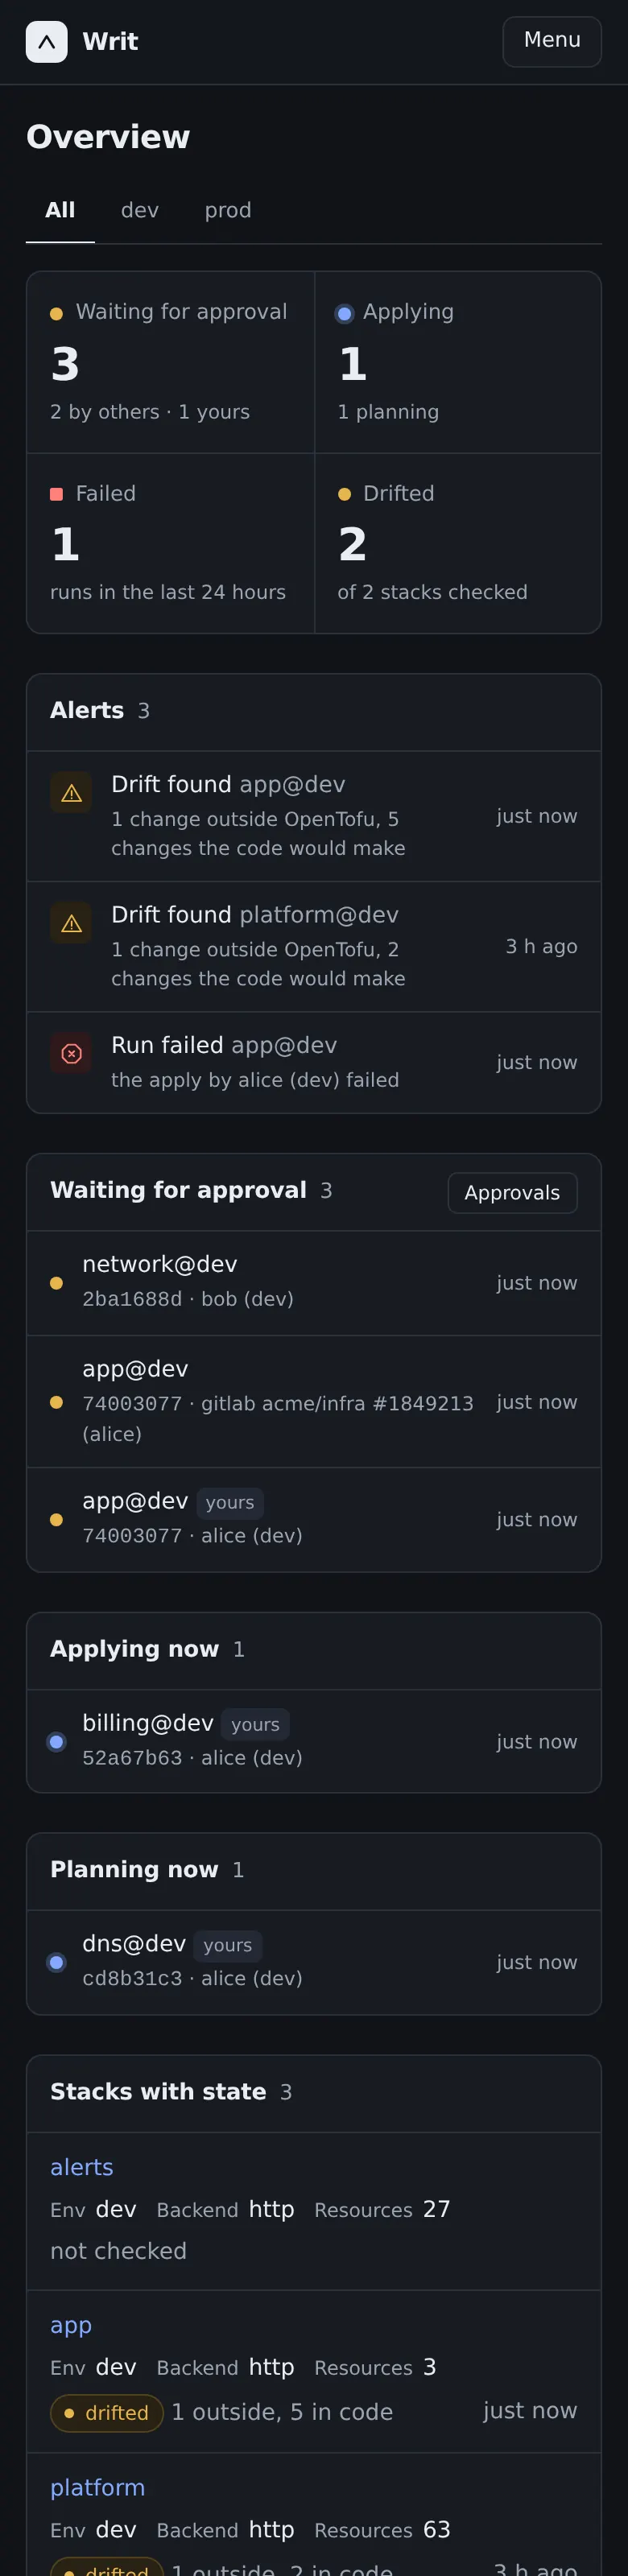 Writ
Menu
Overview
All dev prod
Waiting for approval
3
2 by others · 1 yours
Applying
1
1 planning
Failed
1
runs in the last 24 hours
Drifted
2
of 2 stacks checked
Alerts 3
Drift found app@dev
1 change outside OpenTofu, 5
changes the code would make
just now
Drift found platform@dev
1 change outside OpenTofu, 2
changes the code would make
3 h ago
Run failed app@dev
the apply by alice (dev) failed
just now
Waiting for approval 3
Approvals
network@dev
2ba1688d · bob (dev)
just now
app@dev
74003077 · gitlab acme/infra #1849213
(alice)
just now
app@dev yours
74003077 · alice (dev)
just now
Applying now 1
billing@dev yours
52a67b63 · alice (dev)
just now
Planning now 1
dns@dev yours
cd8b31c3 · alice (dev)
just now
Stacks with state 3
alerts
Env dev Backend http Resources 27
not checked
app
Env dev Backend http Resources 3
drifted 1 outside, 5 in code just now
platform
Env dev Backend http Resources 63
drifted 1 outside, 2 in code 3 h ago